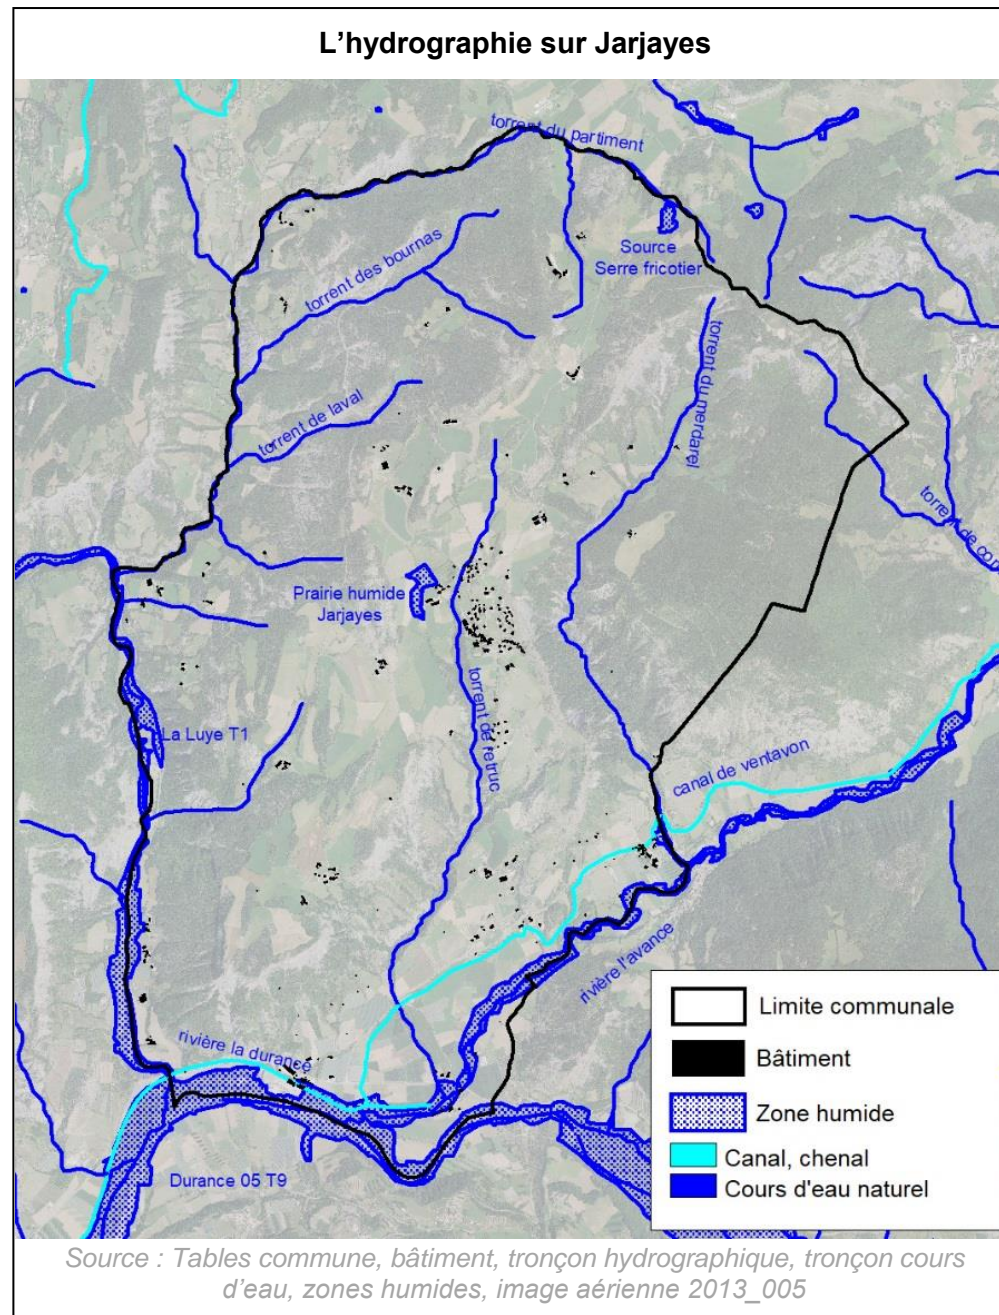 L'hydrographie sur Jarjayes
torrent du partiment
Source
Serre fricotier
torrent des bournas
torrent du merdarel
torrent de laval
torrent de
Prairie humide
Jarjayes
torrent de retruc
La Luye T1
canal de ventavon
rivière l'avance
rivière la durance
Durance 05 T9
Limite communale
Bâtiment
Zone humide
Canal, chenal
Cours d'eau naturel
Source : Tables commune, bâtiment, tronçon hydrographique, tronçon cours
d'eau, zones humides, image aérienne 2013_005